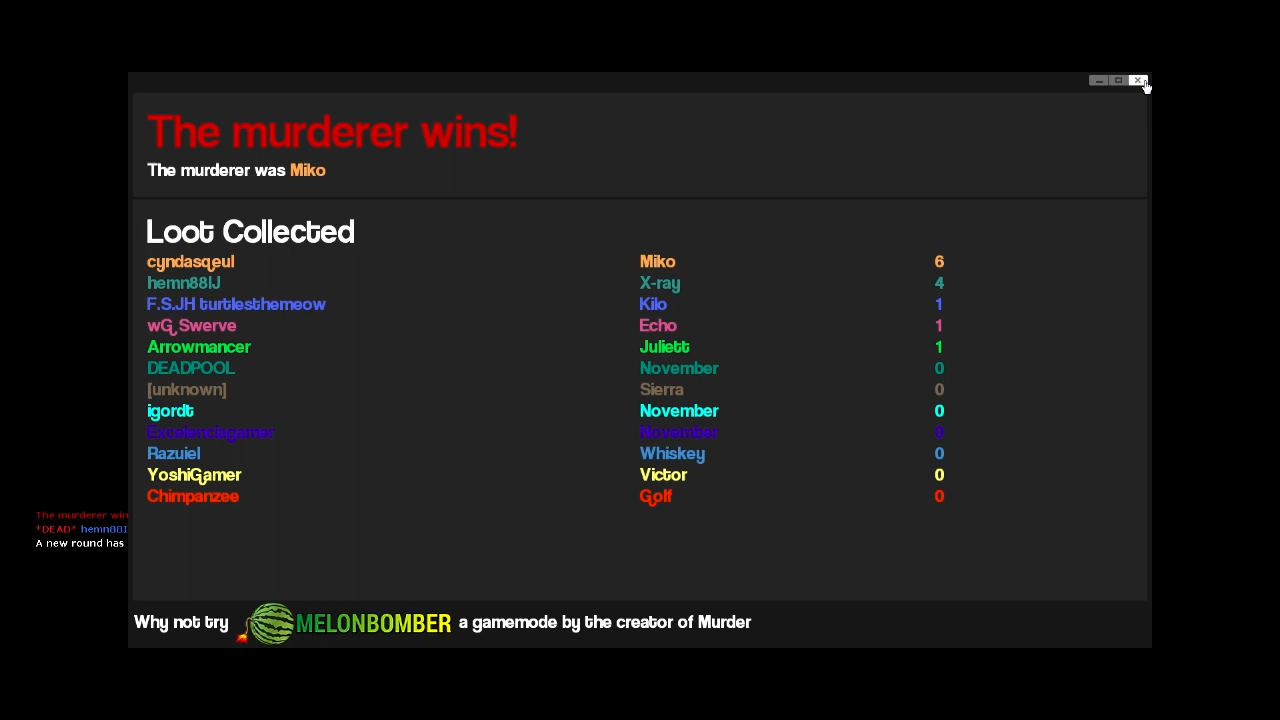 The murderer wins!
The murderer was Miko
Loot Collected
cyndasqeul Miko 6
hemn88IJ X-ray 4
F.S.JH turtlesthemeow Kilo 1
wG_Swerve Echo 1
Arrowmancer Juliett 1
DEADPOOL November 0
[unknown] Sierra 0
igordt November 0
Excelenciagamer November 0
Razuiel Whiskey 0
YoshiGamer Victor 0
Chimpanzee Golf 0
The murderer win
*DEAD* hemn88I
A new round has
Why not try MELONBOMBER a gamemode by the creator of Murder